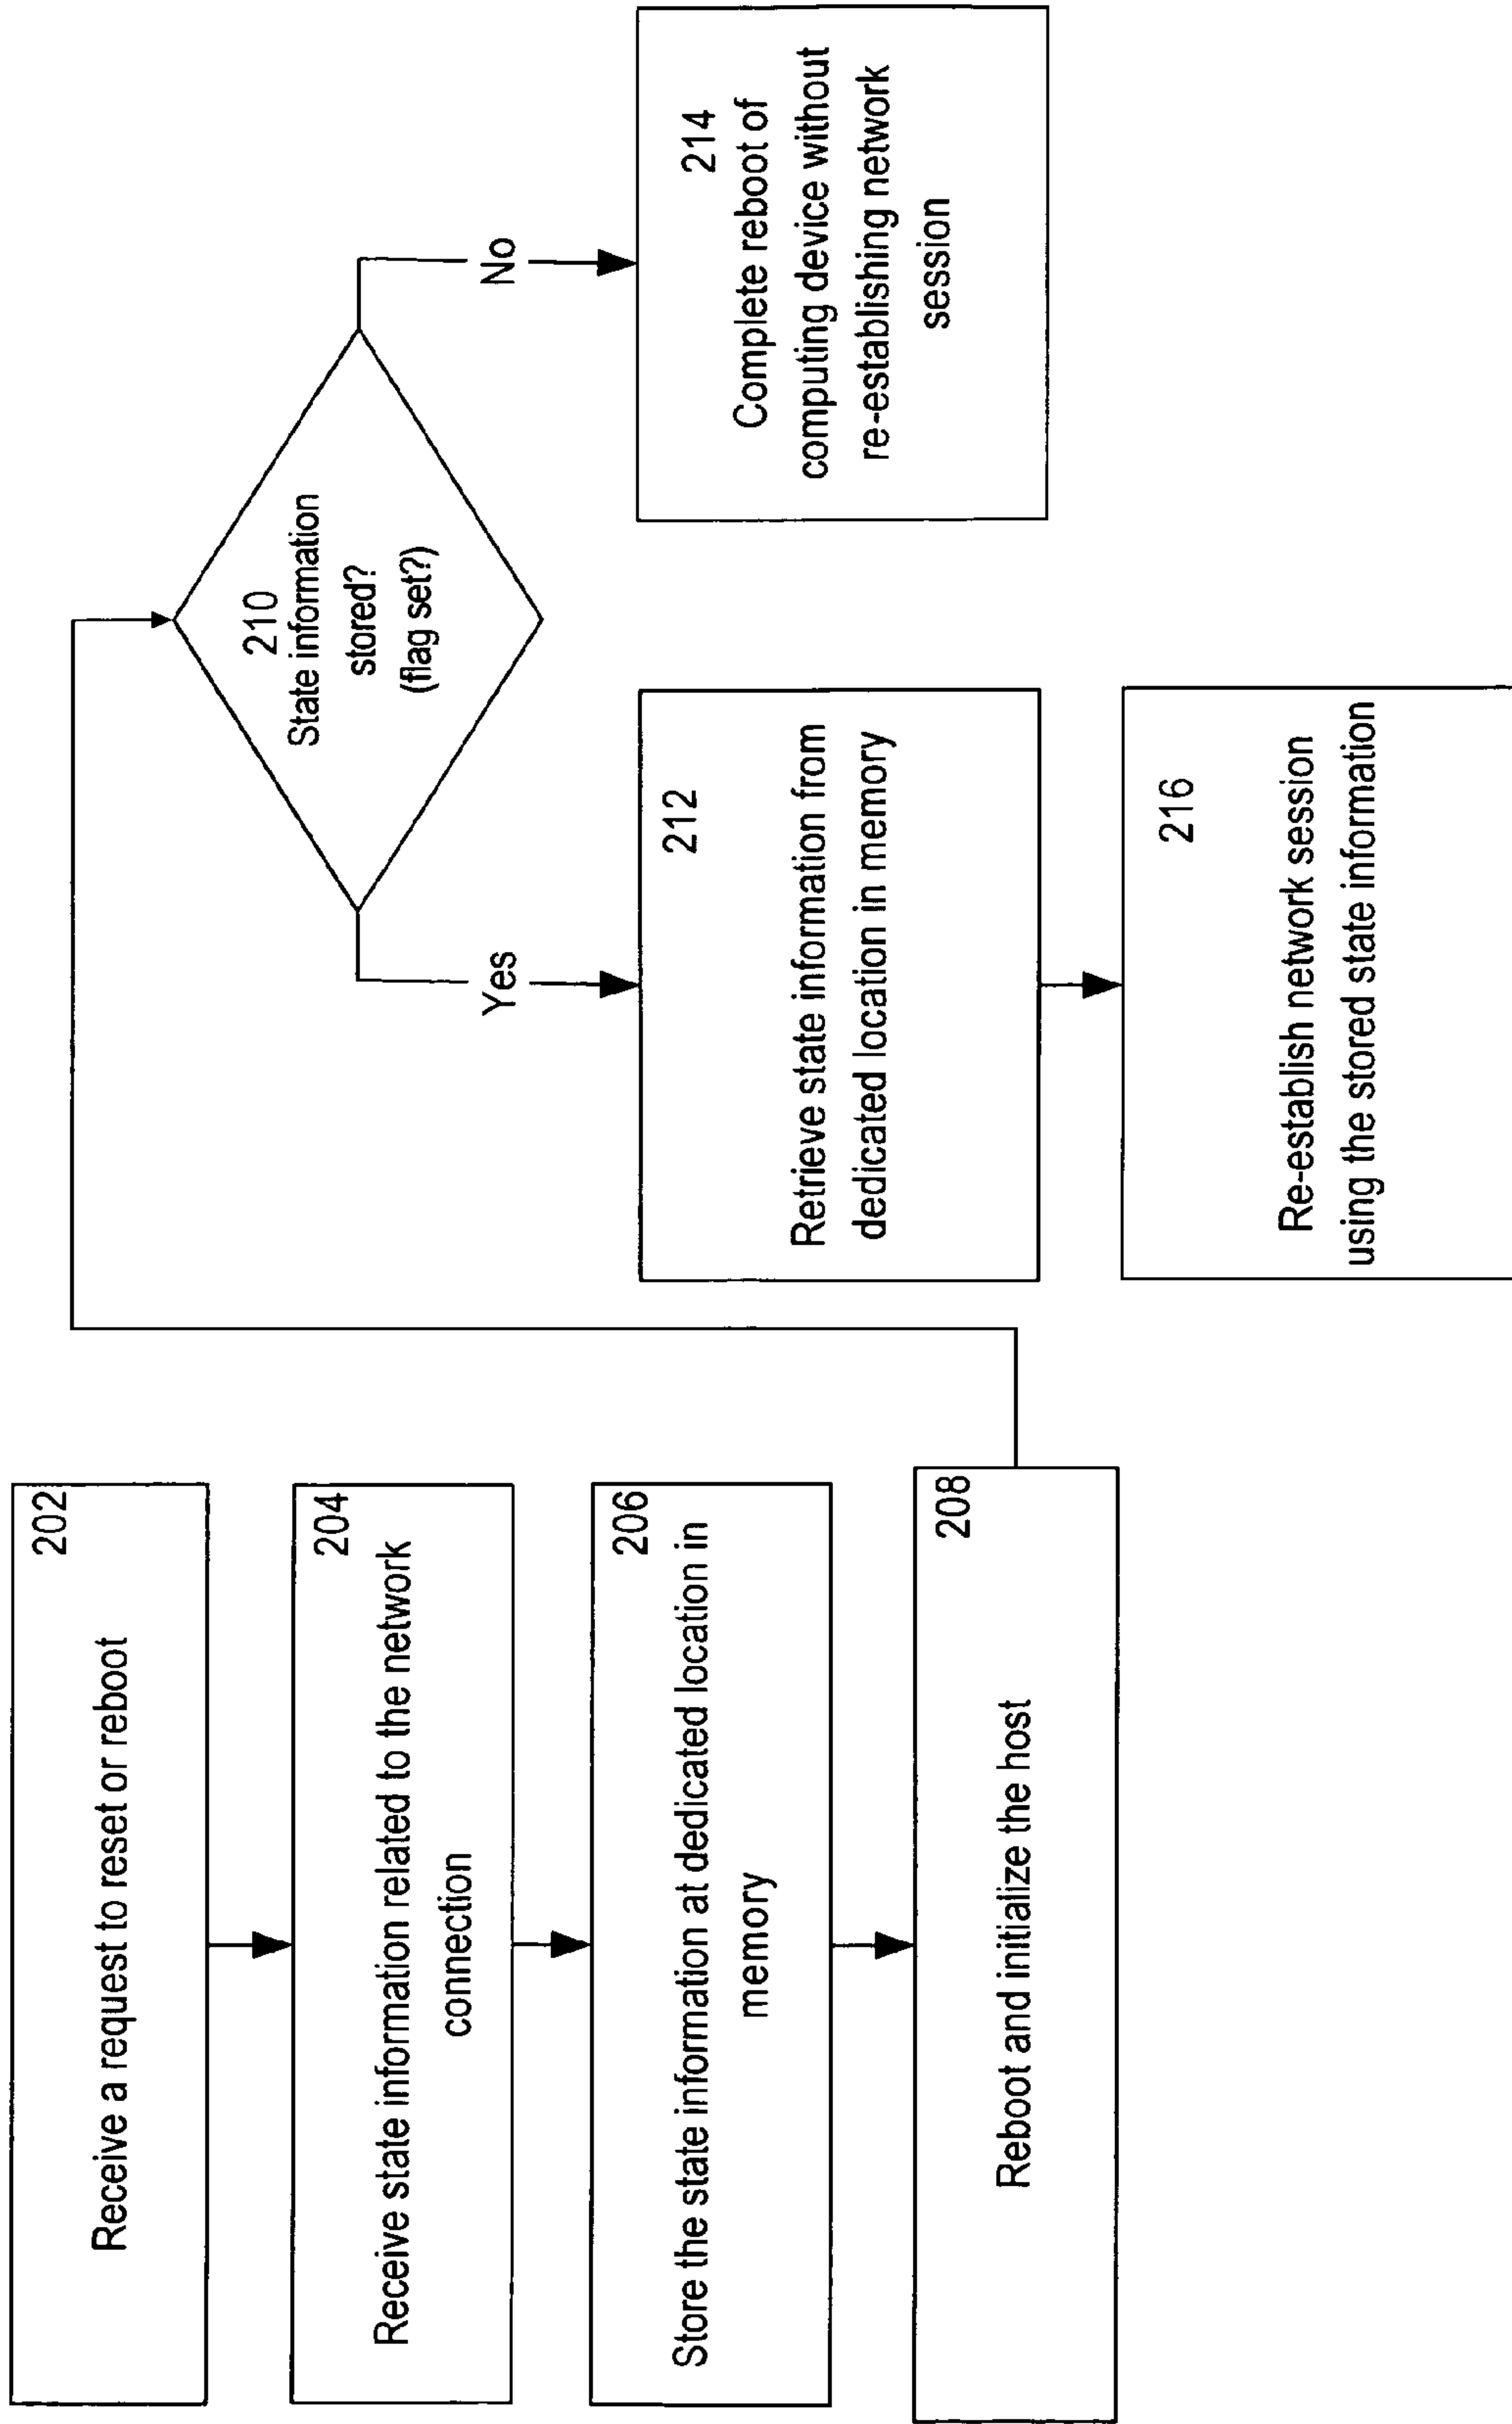 202
Receive a request to reset or reboot
204
Receive state information related to the network
connection
206
Store the state information at dedicated location in
memory
208
Reboot and initialize the host
210
State information
stored?
(flag set?)
Yes
No
212
Retrieve state information from
dedicated location in memory
214
Complete reboot of
computing device without
re-establishing network
session
216
Re-establish network session
using the stored state information